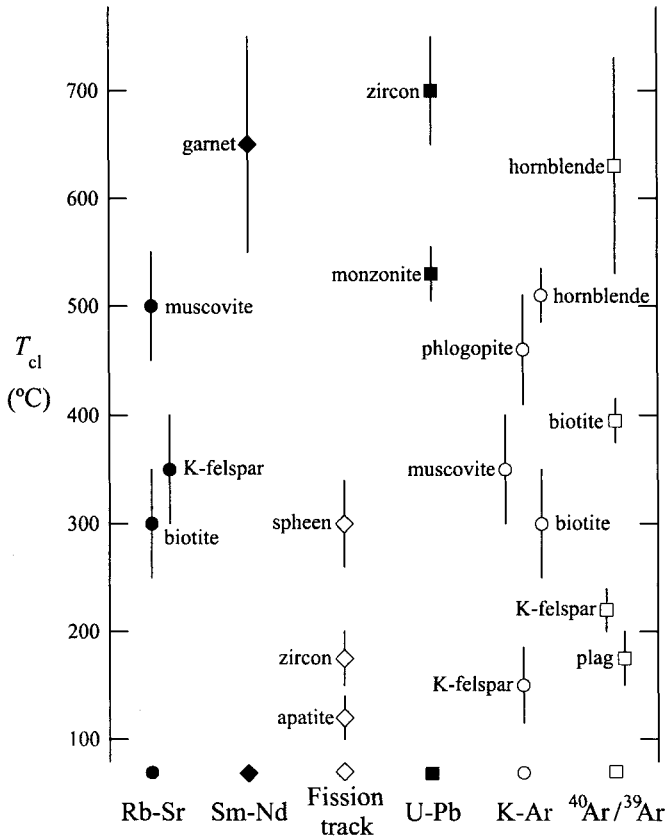 700
600
500
400
300
200
100
T cl
(ºC)
zircon
garnet
hornblende
monzonite
muscovite
hornblende
phlogopite
biotite
K-felspar
muscovite
biotite
spheen
biotite
K-felspar
zircon
plag
K-felspar
apatite
Rb-Sr Sm-Nd Fission track U-Pb K-Ar ⁴⁰Ar/³⁹Ar